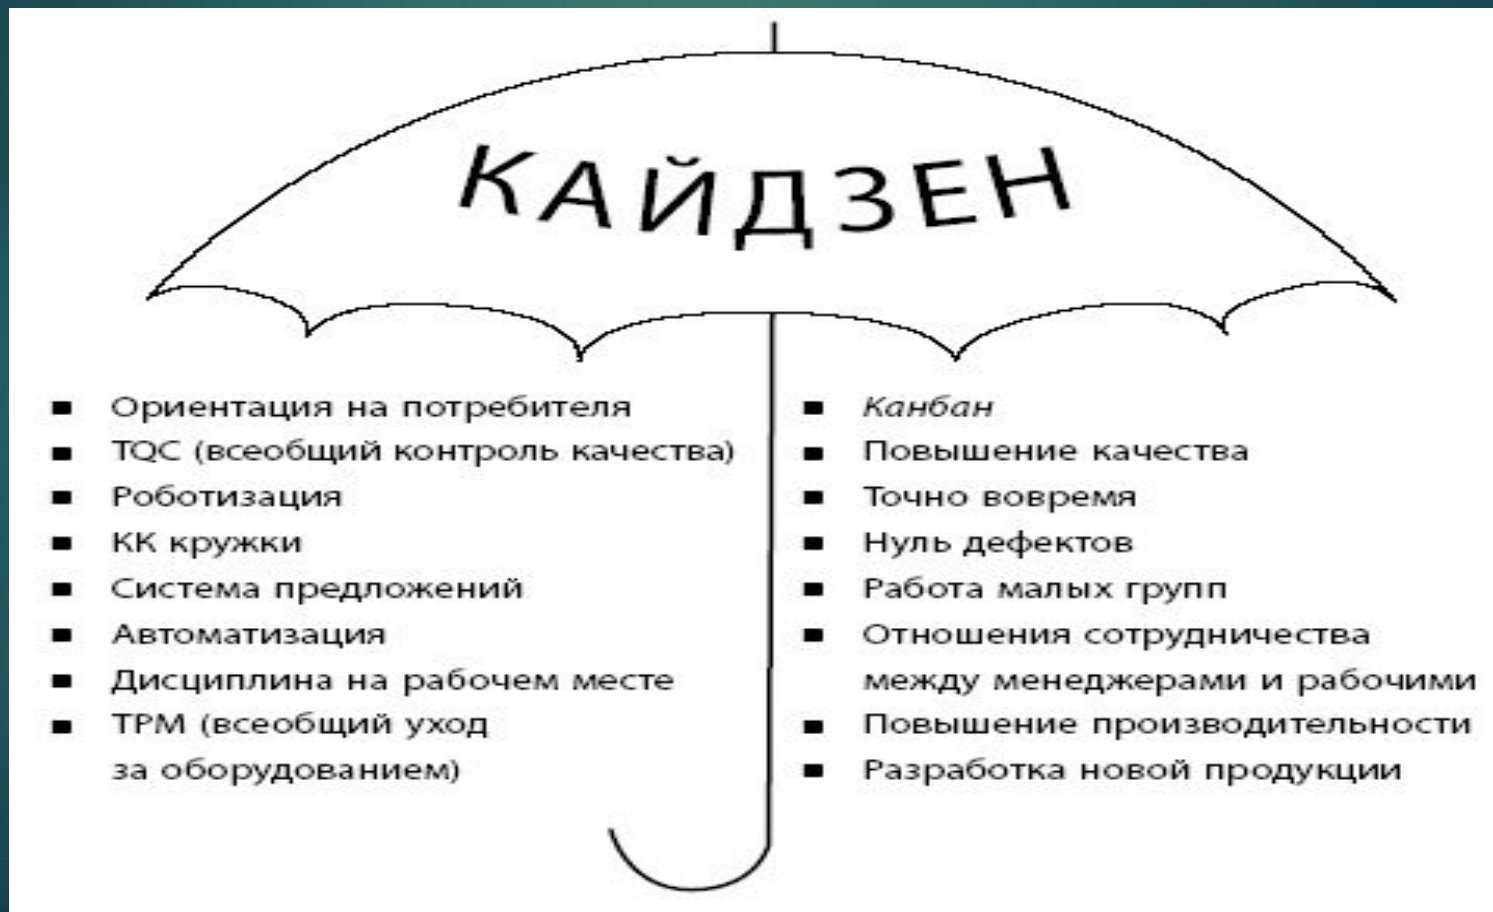 КАЙДЗЕН
Ориентация на потребителя
TQC (всеобщий контроль качества)
Роботизация
КК кружки
Система предложений
Автоматизация
Дисциплина на рабочем месте
ТРМ (всеобщий уход
за оборудованием)
Канбан
Повышение качества
Точно вовремя
Нуль дефектов
Работа малых групп
Отношения сотрудничества
между менеджерами и рабочими
Повышение производительности
Разработка новой продукции